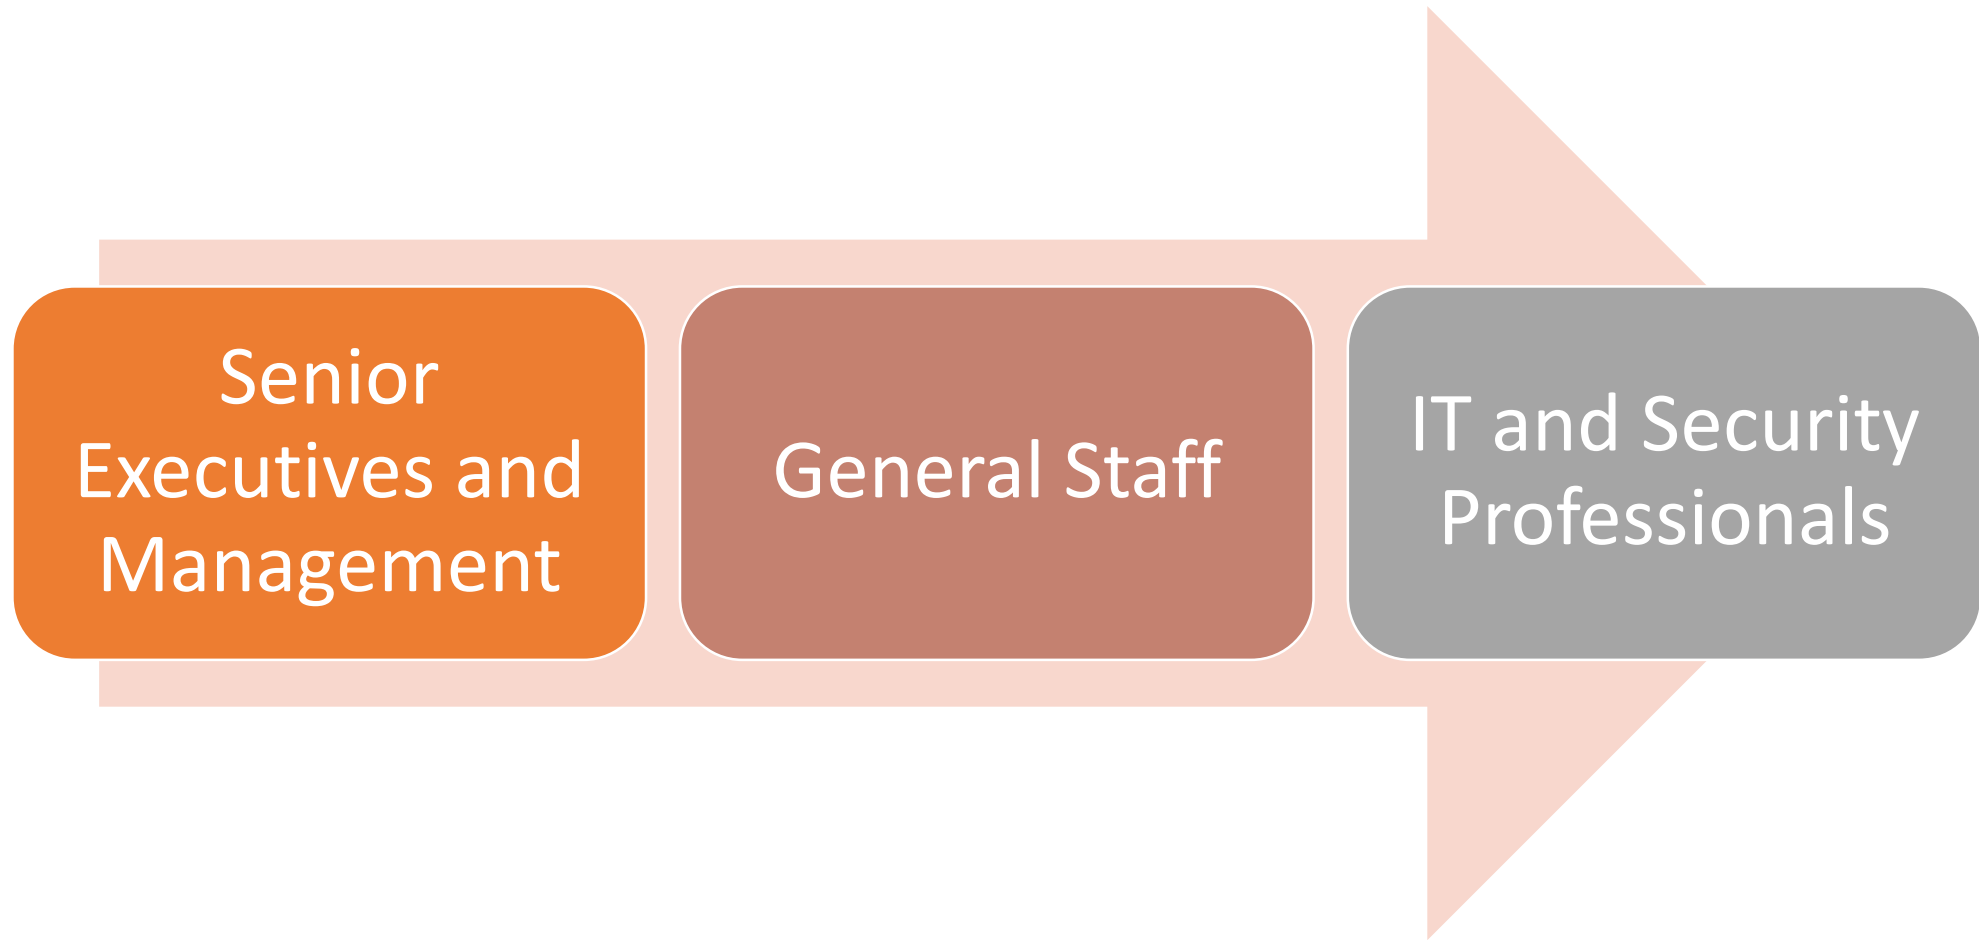 Senior
Executives and
Management
General Staff
IT and Security
Professionals